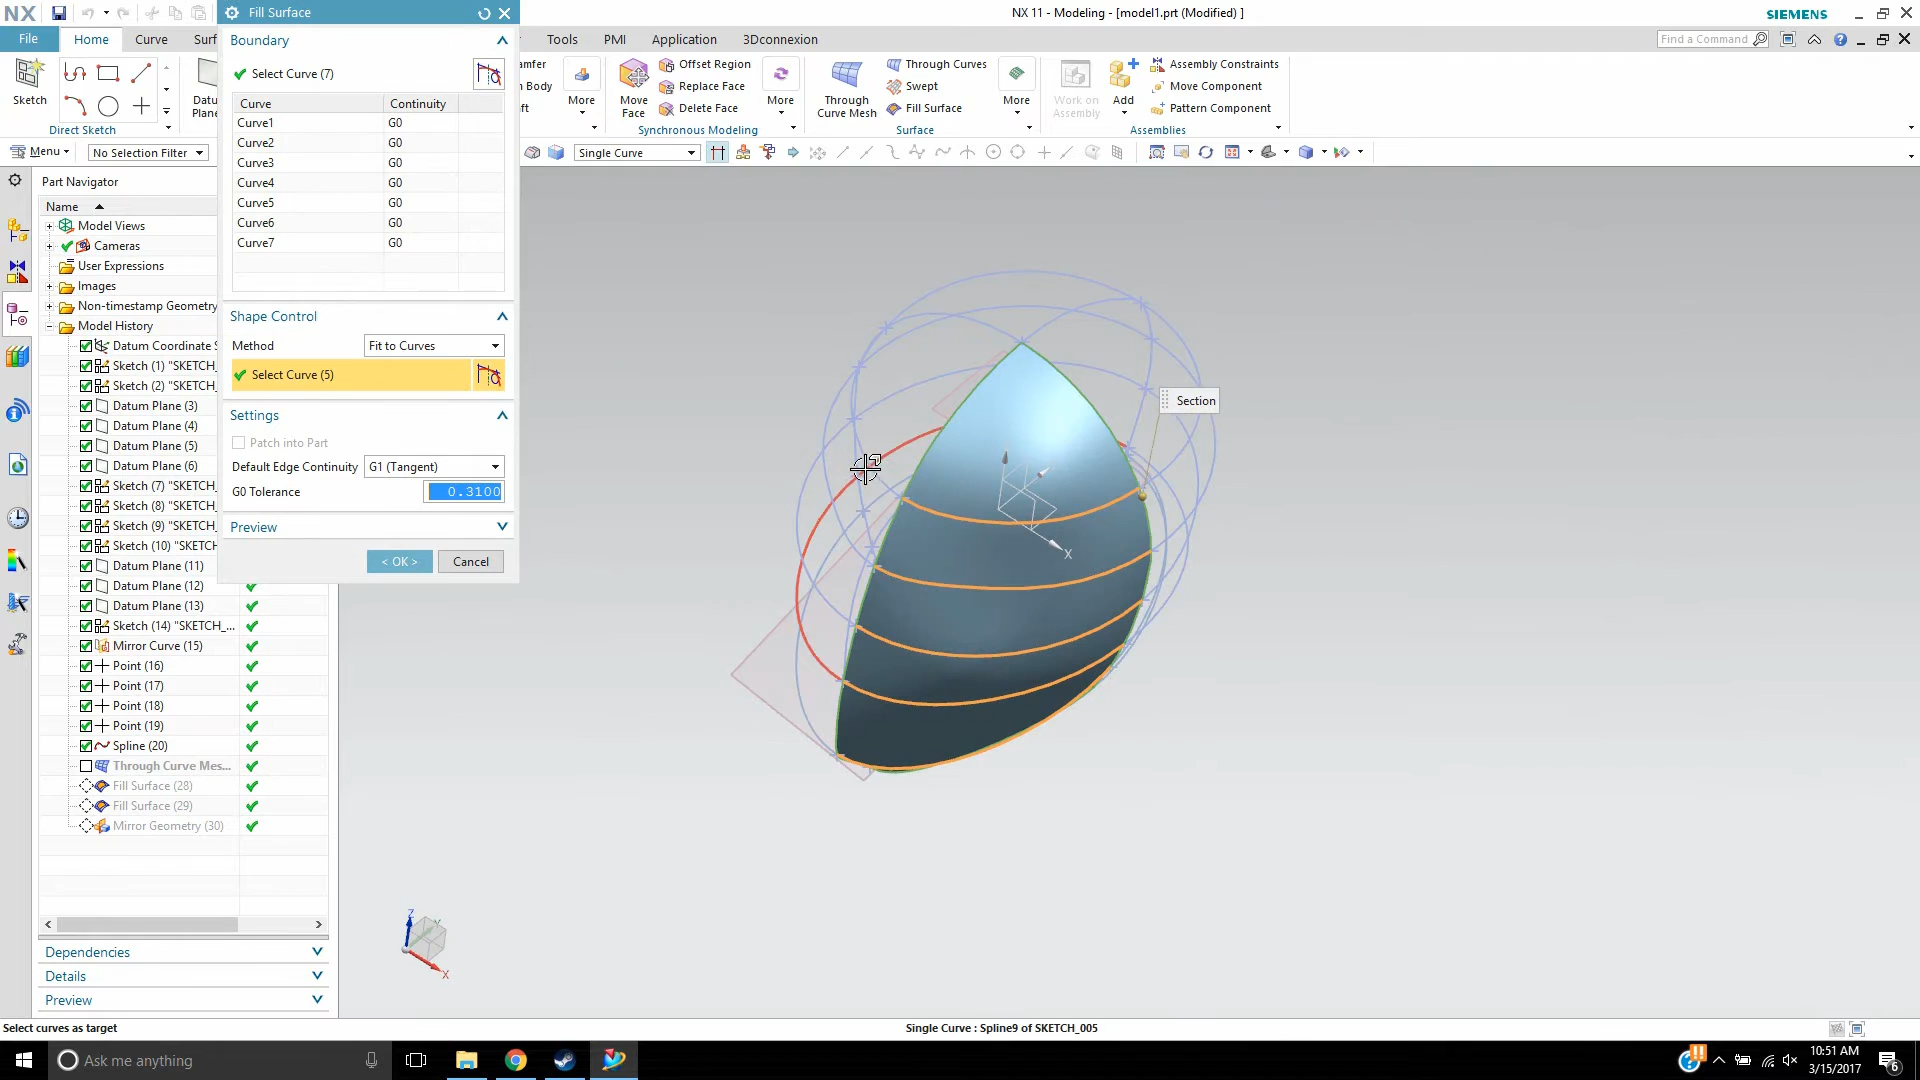 NX
Fill Surface
NX 11 - Modeling - [model1.prt (Modified) ]
SIEMENS
File
Home
Curve
Surf
Tools
PMI
Application
3Dconnexion
Find a Command
Sketch
Direct Sketch
Datu
Plane
amfer
n Body
ft
More
Move
Face
Offset Region
Replace Face
Delete Face
More
Synchronous Modeling
Through
Curve Mesh
Through Curves
Swept
Fill Surface
More
Surface
Work on
Assembly
Add
Assembly Constraints
Move Component
Pattern Component
Assemblies
Menu
No Selection Filter
Single Curve
Boundary
Select Curve (7)
Curve Continuity
Curve1 G0
Curve2 G0
Curve3 G0
Curve4 G0
Curve5 G0
Curve6 G0
Curve7 G0
Shape Control
Method Fit to Curves
Select Curve (5)
Settings
Patch into Part
Default Edge Continuity G1 (Tangent)
G0 Tolerance 0.3100
Preview
< OK > Cancel
Part Navigator
Name
Model Views
Cameras
User Expressions
Images
Non-timestamp Geometry
Model History
Datum Coordinate S
Sketch (1) "SKETCH_
Sketch (2) "SKETCH_
Datum Plane (3)
Datum Plane (4)
Datum Plane (5)
Datum Plane (6)
Sketch (7) "SKETCH_
Sketch (8) "SKETCH_
Sketch (9) "SKETCH_
Sketch (10) "SKETCH
Datum Plane (11)
Datum Plane (12)
Datum Plane (13)
Sketch (14) "SKETCH_...
Mirror Curve (15)
Point (16)
Point (17)
Point (18)
Point (19)
Spline (20)
Through Curve Mes...
Fill Surface (28)
Fill Surface (29)
Mirror Geometry (30)
Dependencies
Details
Preview
Section
X
Z
Y
X
Select curves as target
Single Curve : Spline9 of SKETCH_005
Ask me anything
10:51 AM
3/15/2017
6